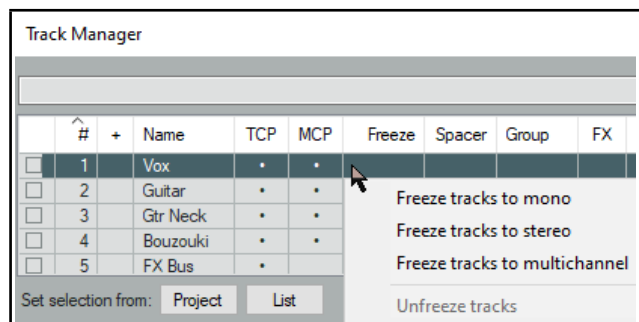 Track Manager
# + Name TCP MCP Freeze Spacer Group FX
1 Vox • •
2 Guitar • •
3 Gtr Neck • •
4 Bouzouki • •
5 FX Bus •
Freeze tracks to mono
Freeze tracks to stereo
Freeze tracks to multichannel
Unfreeze tracks
Set selection from: Project List